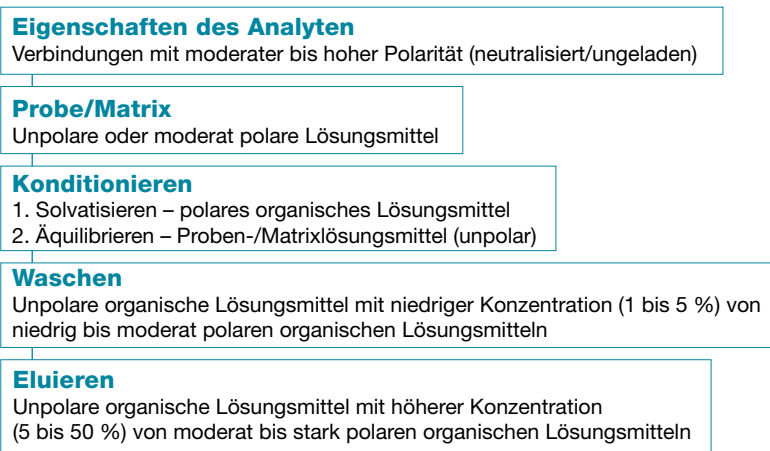 Eigenschaften des Analyten
Verbindungen mit moderater bis hoher Polarität (neutralisiert/ungeladen)
Probe/Matrix
Unpolare oder moderat polare Lösungsmittel
Konditionieren
1. Solvatisieren – polares organisches Lösungsmittel
2. Äquilibrieren – Proben-/Matrixlösungsmittel (unpolar)
Waschen
Unpolare organische Lösungsmittel mit niedriger Konzentration (1 bis 5 %) von
niedrig bis moderat polaren organischen Lösungsmitteln
Eluieren
Unpolare organische Lösungsmittel mit höherer Konzentration
(5 bis 50 %) von moderat bis stark polaren organischen Lösungsmitteln